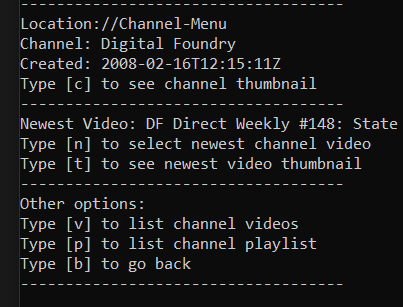 -----------------------------------
Location://Channel-Menu
Channel: Digital Foundry
Created: 2008-02-16T12:15:11Z
Type [c] to see channel thumbnail
-----------------------------------
Newest Video: DF Direct Weekly #148: State
Type [n] to select newest channel video
Type [t] to see newest video thumbnail
-----------------------------------
Other options:
Type [v] to list channel videos
Type [p] to list channel playlist
Type [b] to go back
-----------------------------------